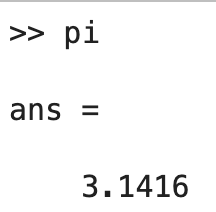 >> pi
ans =
3.1416